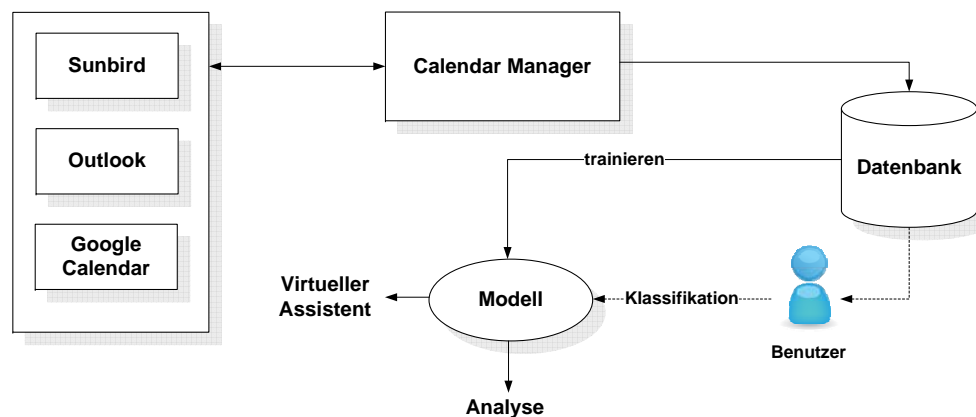 Sunbird
Calendar Manager
Outlook
trainieren
Datenbank
Google
Calendar
Virtueller
Assistent
Modell
Klassifikation
Benutzer
Analyse